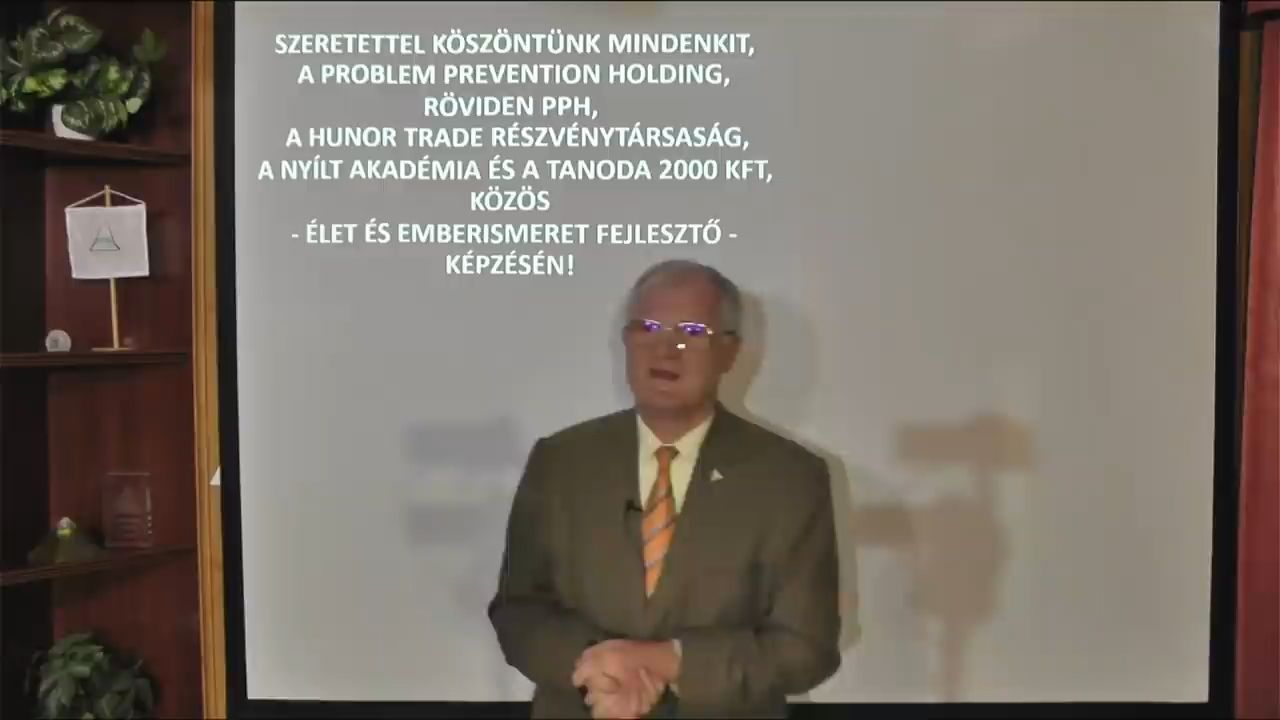 SZERETETTEL KÖSZÖNTÜNK MINDENKIT,
A PROBLEM PREVENTION HOLDING,
RÖVIDEN PPH,
A HUNOR TRADE RÉSZVÉNYTÁRSASÁG,
A NYÍLT AKADÉMIA ÉS A TANODA 2000 KFT,
KÖZÖS
- ÉLET ÉS EMBERISMERET FEJLESZTŐ -
KÉPZÉSÉN!